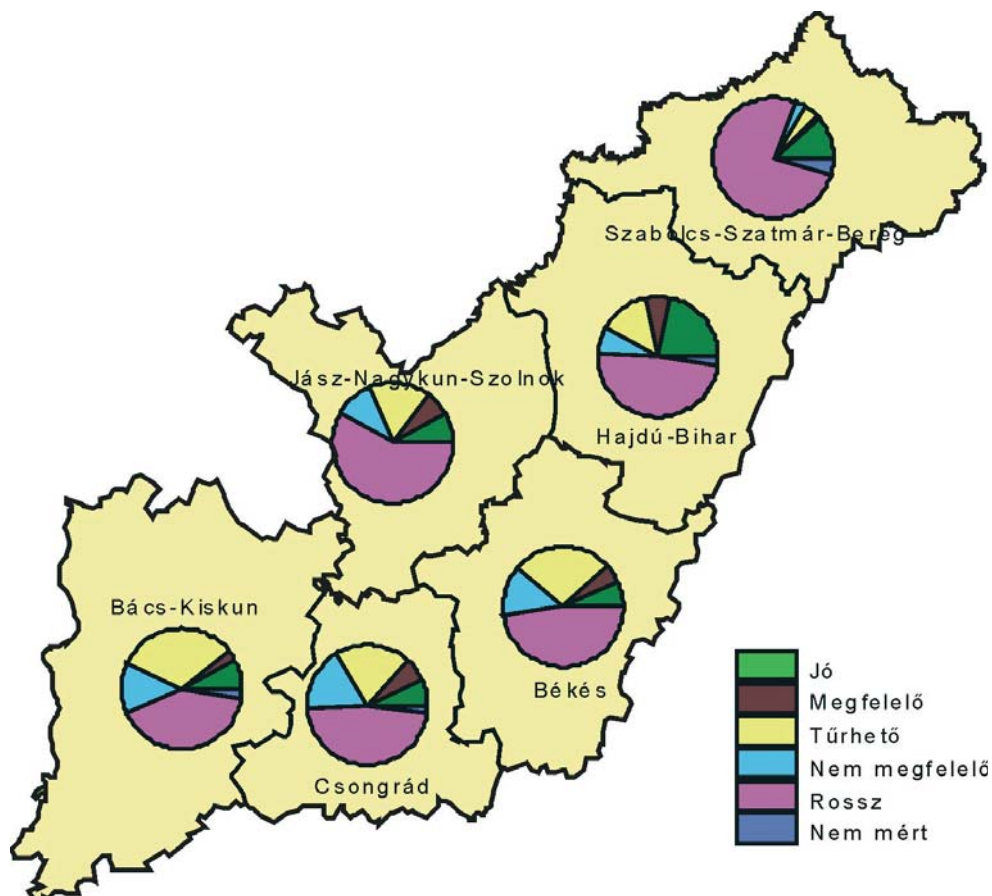 Szabolcs-Szatmár-Bereg
Jász-Nagykun-Szolnok
Hajdú-Bihar
Bács-Kiskun
Békés
Csongrád
Jó
Megfelelő
Tűrhető
Nem megfelelő
Rossz
Nem mért